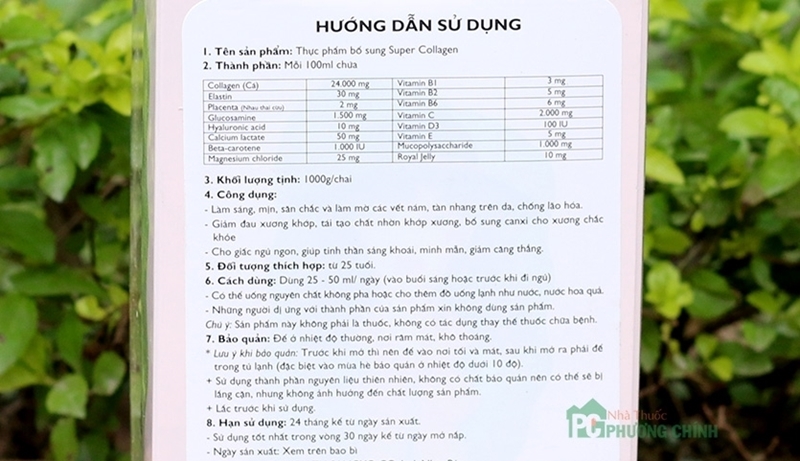 HƯỚNG DẪN SỬ DỤNG
1. Tên sản phẩm: Thực phẩm bổ sung Super Collagen
2. Thành phần: Mỗi 100ml chứa
Collagen (Cá) 24.000 mg Vitamin B1 3 mg
Elastin 30 mg Vitamin B2 5 mg
Placenta (Nhau thai cừu) 2 mg Vitamin B6 6 mg
Glucosamine 1.500 mg Vitamin C 2.000 mg
Hyaluronic acid 10 mg Vitamin D3 100 IU
Calcium lactate 50 mg Vitamin E 5 mg
Beta-carotene 1.000 IU Mucopolysaccharide 1.000 mg
Magnesium chloride 25 mg Royal Jelly 10 mg
3. Khối lượng tịnh: 1000g/chai
4. Công dụng:
- Làm sáng, mịn, săn chắc và làm mờ các vết nám, tàn nhang trên da, chống lão hóa.
- Giảm đau xương khớp, tái tạo chất nhờn khớp xương, bổ sung canxi cho xương chắc
khỏe
- Cho giấc ngủ ngon, giúp tinh thần sảng khoái, minh mẫn, giảm căng thẳng.
5. Đối tượng thích hợp: từ 25 tuổi.
6. Cách dùng: Dùng 25 - 50 ml/ ngày (vào buổi sáng hoặc trước khi đi ngủ)
- Có thể uống nguyên chất không pha hoặc cho thêm đồ uống lạnh như nước, nước hoa quả.
- Những người dị ứng với thành phần của sản phẩm xin không dùng sản phẩm.
Chú ý: Sản phẩm này không phải là thuốc, không có tác dụng thay thế thuốc chữa bệnh.
7. Bảo quản: Để ở nhiệt độ thường, nơi râm mát, khô thoáng.
* Lưu ý khi bảo quản: Trước khi mở thì nên để vào nơi tối và mát, sau khi mở ra phải để
trong tủ lạnh (đặc biệt vào mùa hè bảo quản ở nhiệt độ dưới 10 độ).
+ Sử dụng thành phần nguyên liệu thiên nhiên, không có chất bảo quản nên có thể sẽ bị
lắng cặn, nhưng không ảnh hưởng đến chất lượng sản phẩm.
+ Lắc trước khi sử dụng.
8. Hạn sử dụng: 24 tháng kể từ ngày sản xuất.
- Sử dụng tốt nhất trong vòng 30 ngày kể từ ngày mở nắp.
- Ngày sản xuất: Xem trên bao bì
PC Nhà Thuốc
PHƯƠNG CHÍNH